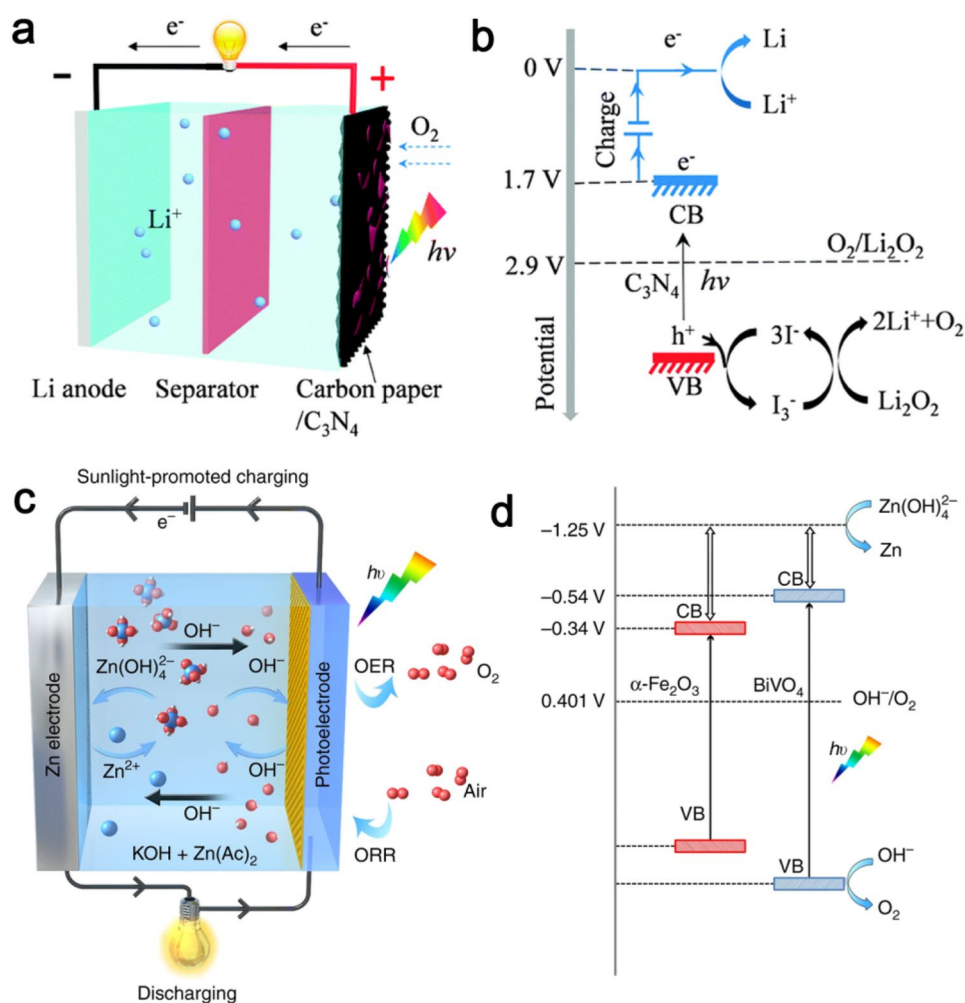 a
e⁻
e⁻
-
+
O₂
Li⁺
hν
Li anode
Separator
Carbon paper
/C₃N₄
b
Potential
0 V
1.7 V
2.9 V
Charge
e⁻
Li
Li⁺
e⁻
CB
O₂/Li₂O₂
C₃N₄
hν
h⁺
VB
3I⁻
I₃⁻
2Li⁺+O₂
Li₂O₂
c
Sunlight-promoted charging
e⁻
hυ
Zn electrode
Photoelectrode
OH⁻
Zn(OH)₄²⁻
OH⁻
OER
O₂
Zn²⁺
OH⁻
OH⁻
Air
KOH + Zn(Ac)₂
ORR
Discharging
d
−1.25 V
Zn(OH)₄²⁻
Zn
−0.54 V
CB
−0.34 V
CB
α-Fe₂O₃
BiVO₄
0.401 V
OH⁻/O₂
hυ
VB
VB
OH⁻
O₂